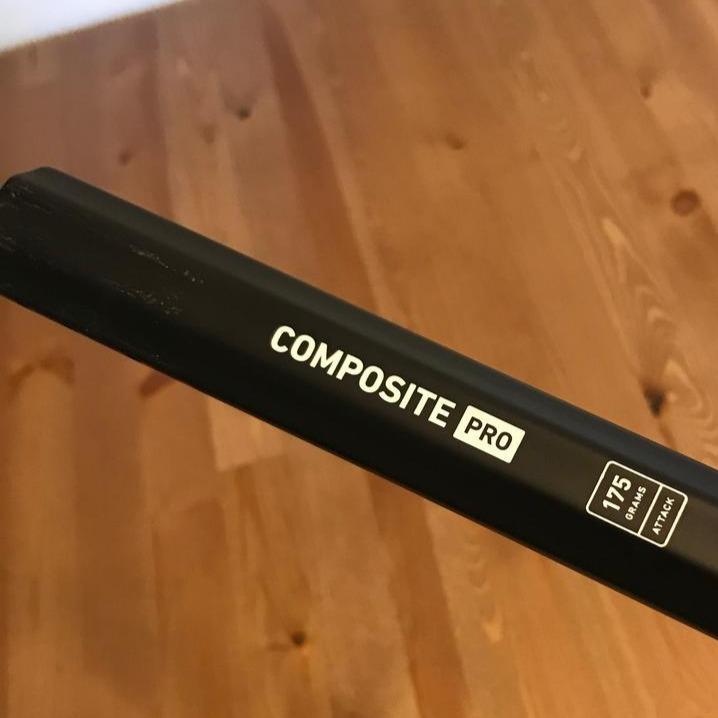 COMPOSITE PRO
175
GRAMS
ATTACK